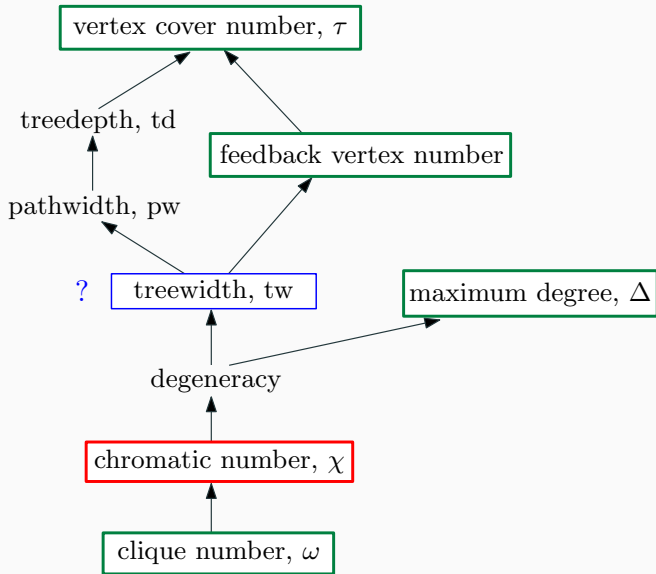 vertex cover number, τ
treedepth, td
feedback vertex number
pathwidth, pw
? treewidth, tw
maximum degree, Δ
degeneracy
chromatic number, χ
clique number, ω